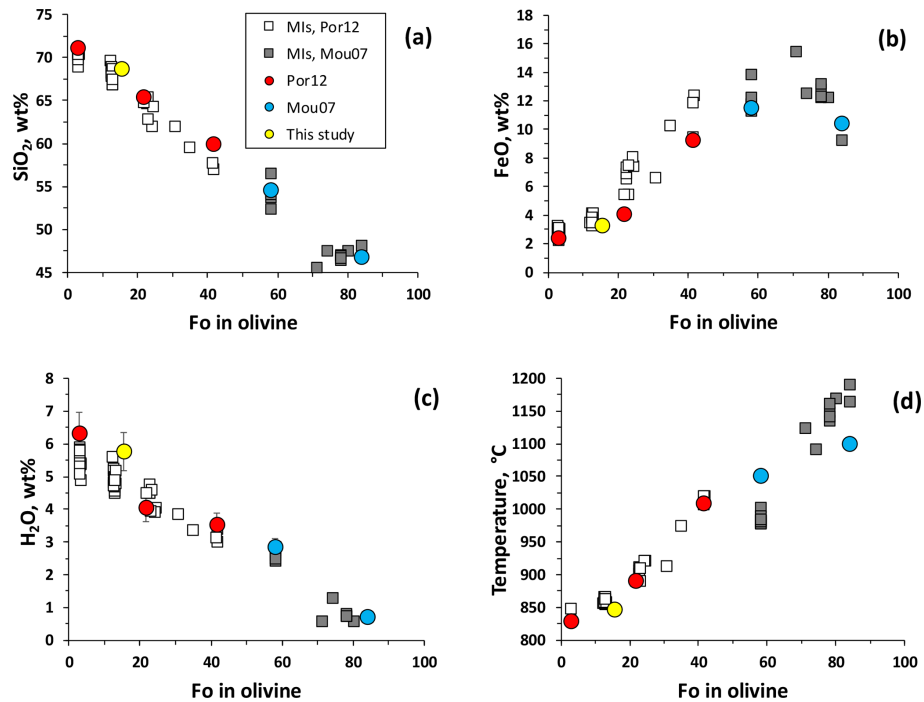 (a)
SiO2, wt%
75
70
65
60
55
50
45
0 20 40 60 80 100
Fo in olivine
MIs, Por12
MIs, Mou07
Por12
Mou07
This study
(b)
FeO, wt%
18
16
14
12
10
8
6
4
2
0
0 20 40 60 80 100
Fo in olivine
(c)
H2O, wt%
8
7
6
5
4
3
2
1
0
0 20 40 60 80 100
Fo in olivine
(d)
Temperature, °C
1200
1150
1100
1050
1000
950
900
850
800
0 20 40 60 80 100
Fo in olivine